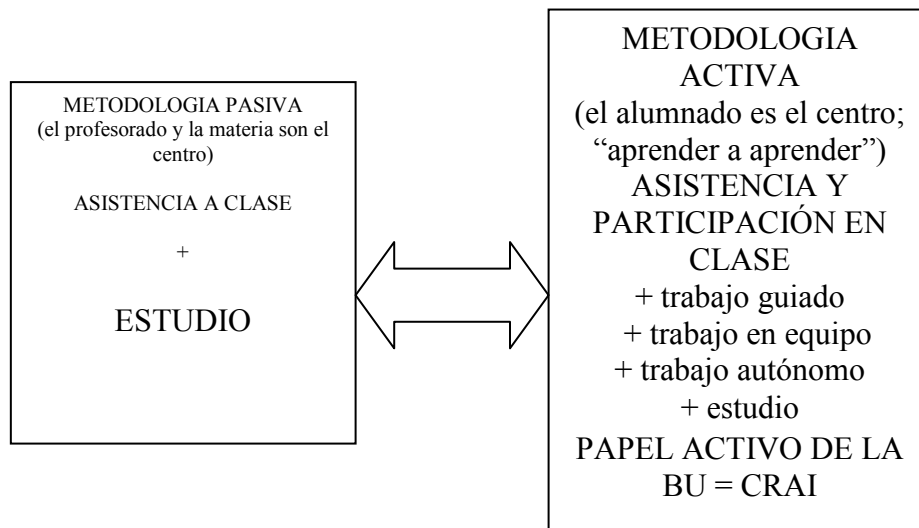 METODOLOGIA PASIVA
(el profesorado y la materia son el
centro)
ASISTENCIA A CLASE
+
ESTUDIO
METODOLOGIA
ACTIVA
(el alumnado es el centro;
“aprender a aprender”)
ASISTENCIA Y
PARTICIPACIÓN EN
CLASE
+ trabajo guiado
+ trabajo en equipo
+ trabajo autónomo
+ estudio
PAPEL ACTIVO DE LA
BU = CRAI